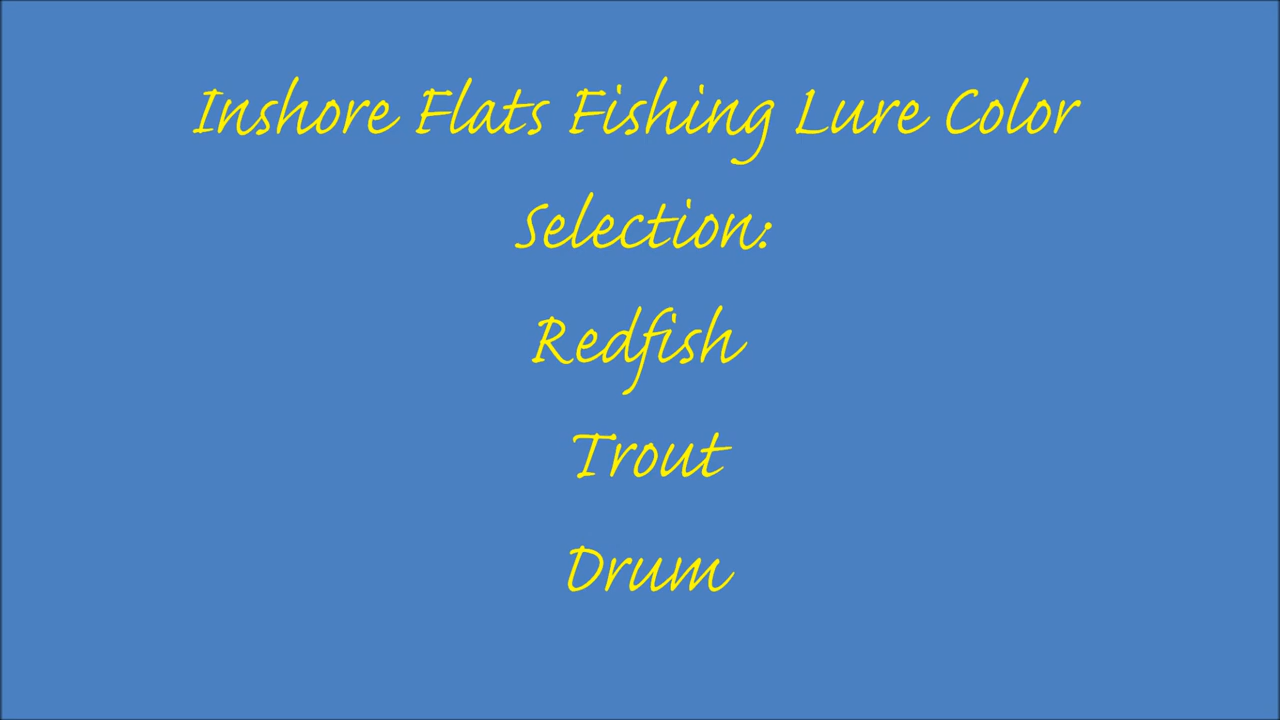 Inshore Flats Fishing Lure Color
Selection:
Redfish
Trout
Drum